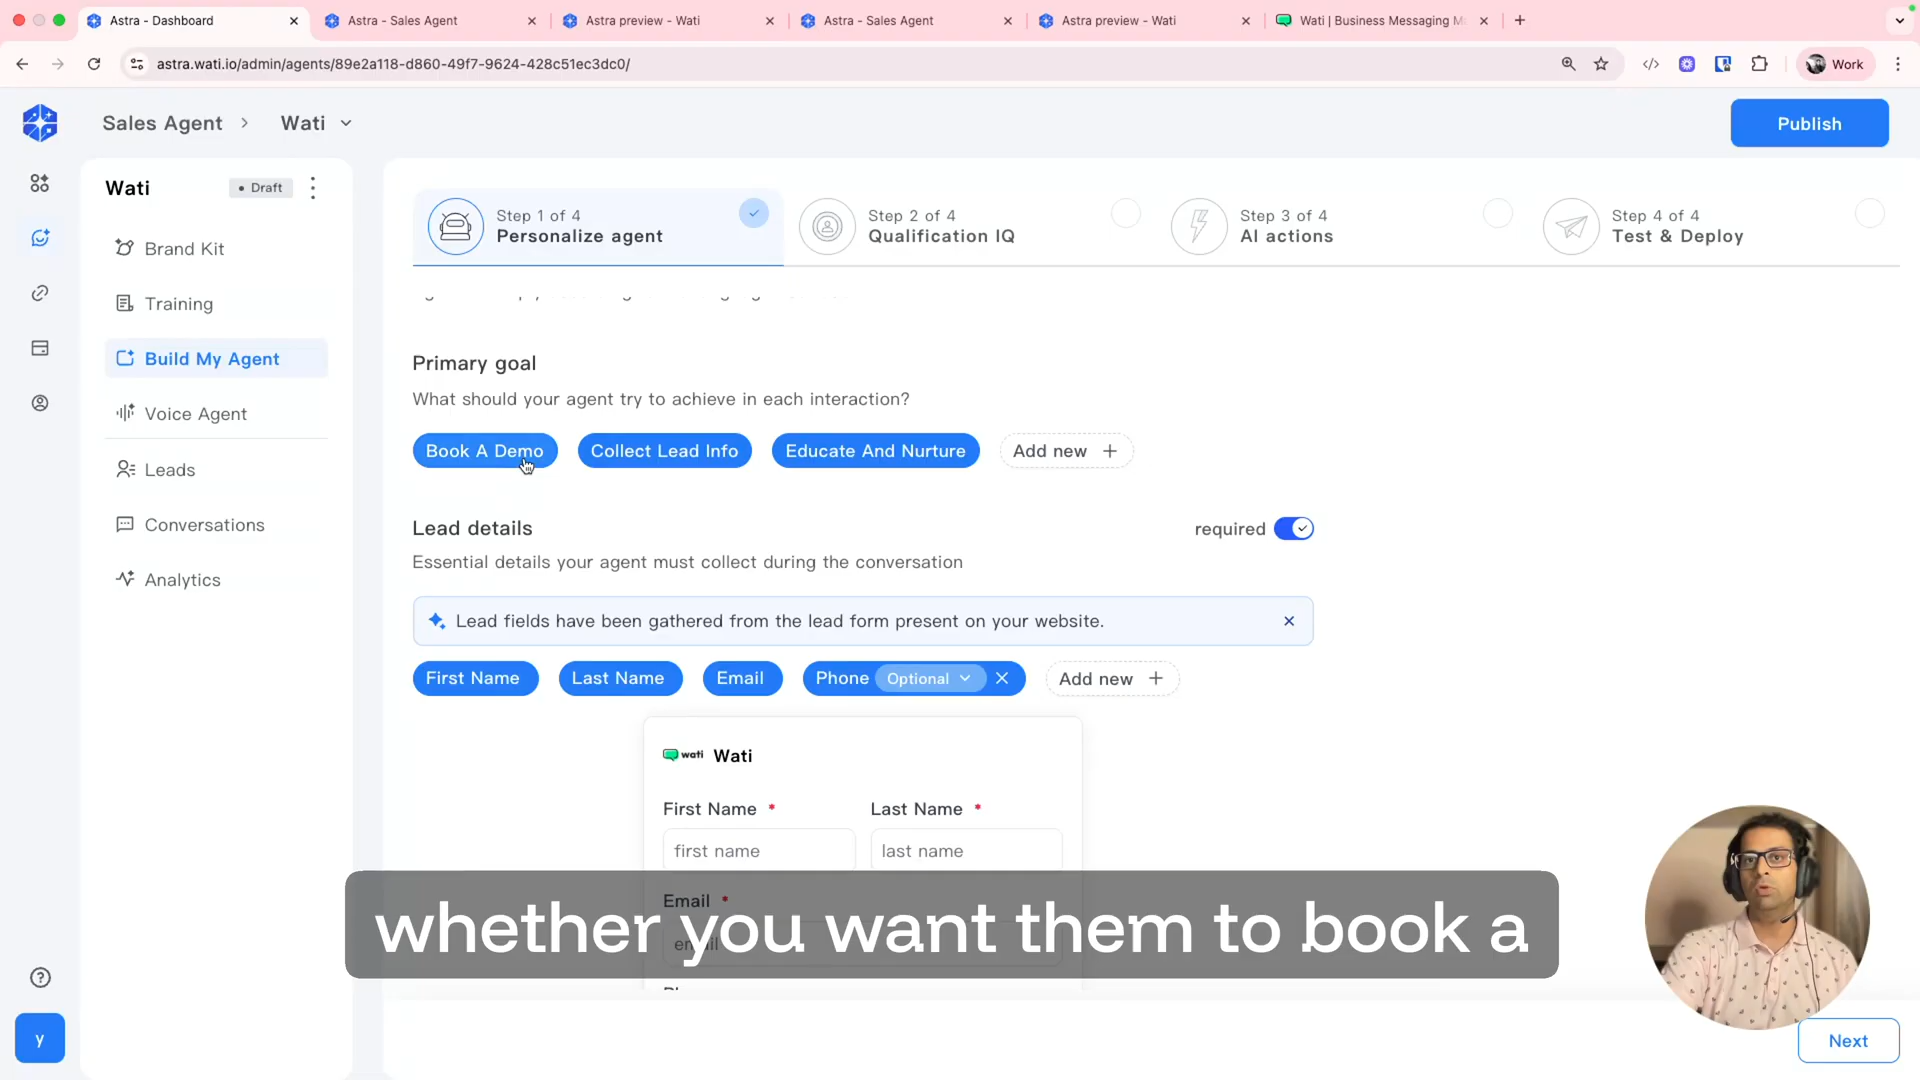 Astra - Dashboard
Astra - Sales Agent
Astra preview - Wati
Astra - Sales Agent
Astra preview - Wati
Wati | Business Messaging M
astra.wati.io/admin/agents/89e2a118-d860-49f7-9624-428c51ec3dc0/
Work
Sales Agent > Wati
Publish
Wati
• Draft
Brand Kit
Training
Build My Agent
Voice Agent
Leads
Conversations
Analytics
y
Step 1 of 4
Personalize agent
Step 2 of 4
Qualification IQ
Step 3 of 4
AI actions
Step 4 of 4
Test & Deploy
Primary goal
What should your agent try to achieve in each interaction?
Book A Demo
Collect Lead Info
Educate And Nurture
Add new +
Lead details
required
Essential details your agent must collect during the conversation
Lead fields have been gathered from the lead form present on your website.
First Name
Last Name
Email
Phone Optional
Add new +
wati Wati
First Name *
Last Name *
first name
last name
Email *
email
whether you want them to book a
Next